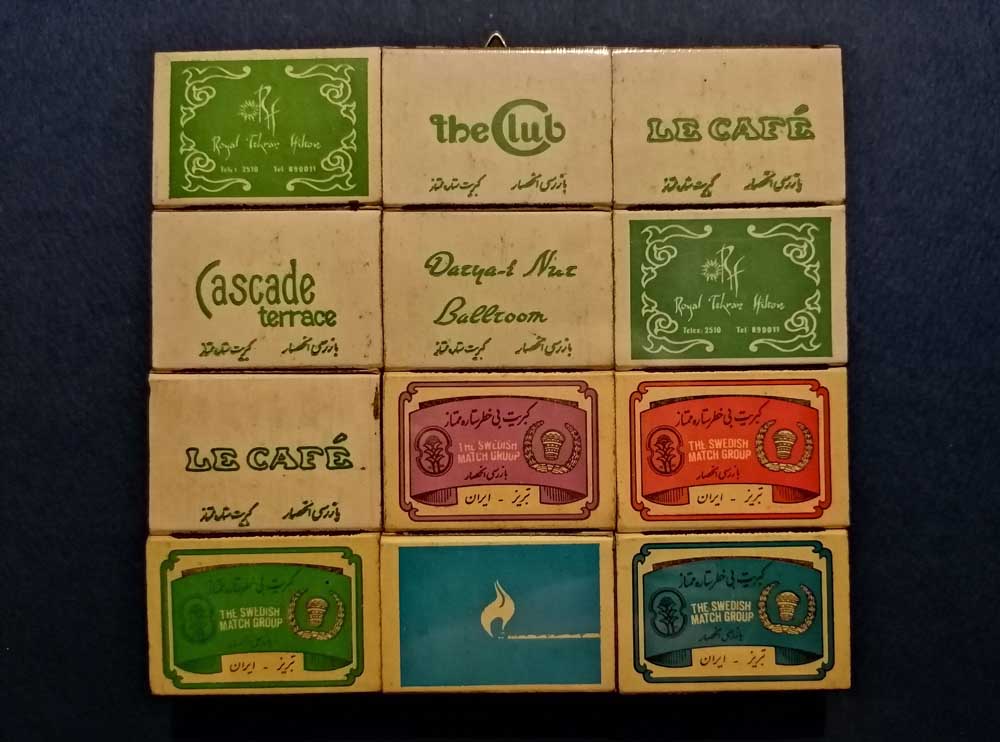 RH
Royal Tehran Hilton
Telex: 2510 Tel 890011
the Club
کبریت ستاره ممتاز بازرسی انحصار
LE CAFÉ
کبریت ستاره ممتاز بازرسی انحصار
Cascade
terrace
کبریت ستاره ممتاز بازرسی انحصار
Darya-i Nur
Ballroom
کبریت ستاره ممتاز بازرسی انحصار
RH
Royal Tehran Hilton
Telex: 2510 Tel 890011
LE CAFÉ
کبریت ستاره ممتاز بازرسی انحصار
کبریت بی خطر ستاره ممتاز
THE SWEDISH
MATCH GROUP
بازرسی انحصار
تبریز - ایران
کبریت بی خطر ستاره ممتاز
THE SWEDISH
MATCH GROUP
بازرسی انحصار
تبریز - ایران
کبریت بی خطر ستاره ممتاز
THE SWEDISH
MATCH GROUP
بازرسی انحصار
تبریز - ایران
کبریت بی خطر ستاره ممتاز
THE SWEDISH
MATCH GROUP
بازرسی انحصار
تبریز - ایران